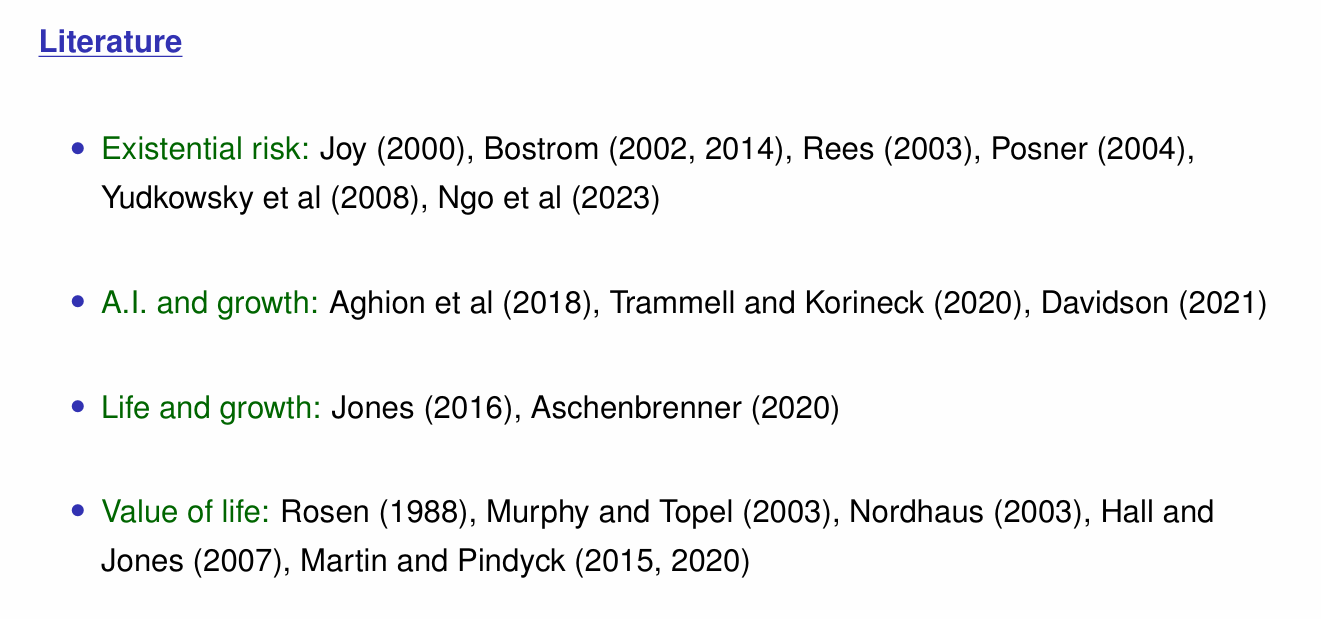 Literature
• Existential risk: Joy (2000), Bostrom (2002, 2014), Rees (2003), Posner (2004),
Yudkowsky et al (2008), Ngo et al (2023)
• A.I. and growth: Aghion et al (2018), Trammell and Korineck (2020), Davidson (2021)
• Life and growth: Jones (2016), Aschenbrenner (2020)
• Value of life: Rosen (1988), Murphy and Topel (2003), Nordhaus (2003), Hall and
Jones (2007), Martin and Pindyck (2015, 2020)